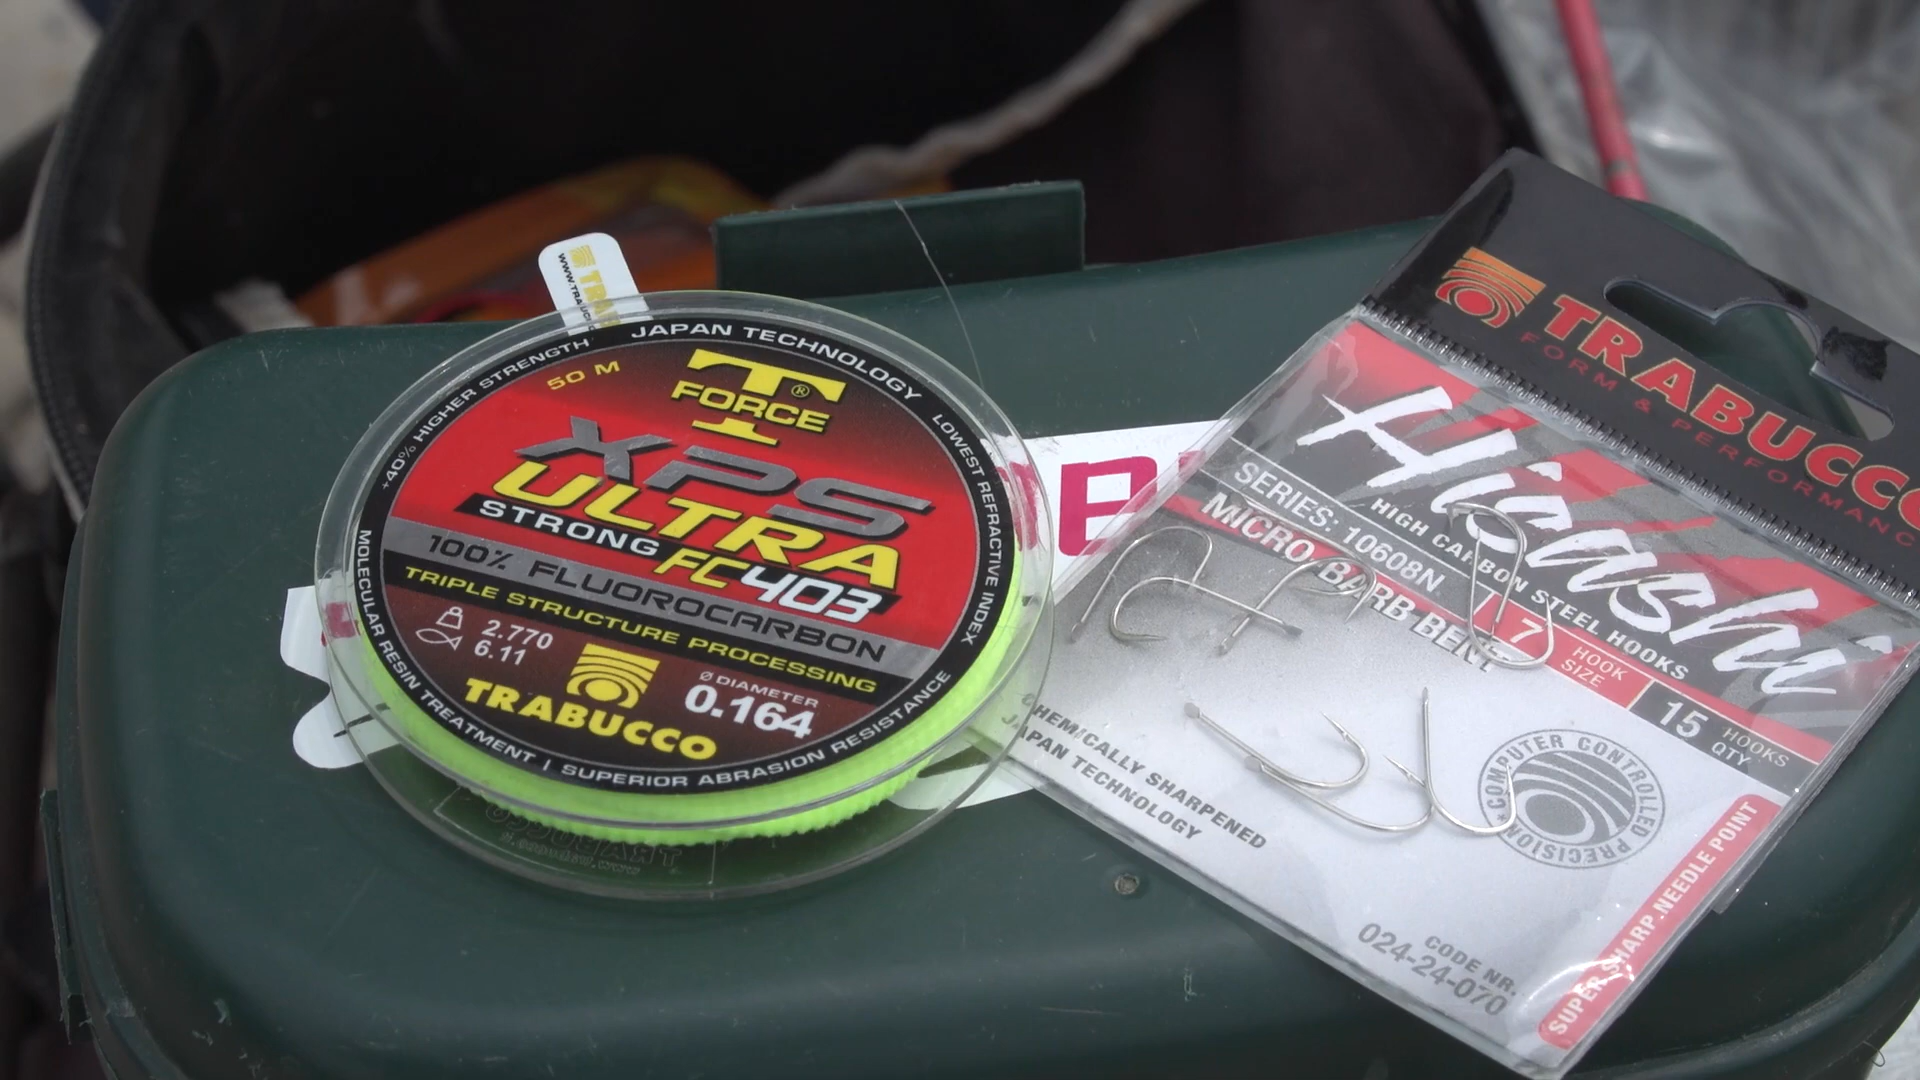 +40% HIGHER STRENGTH
JAPAN TECHNOLOGY
LOWEST REFRACTIVE INDEX
50 M
T
FORCE®
XPS
ULTRA
STRONG FC403
100% FLUOROCARBON
TRIPLE STRUCTURE PROCESSING
2.770
6.11
TRABUCCO
Ø DIAMETER
0.164
MOLECULAR RESIN TREATMENT | SUPERIOR ABRASION RESISTANCE
TRABUCCO
FORM & PERFORMANC
Hisashi
HIGH CARBON STEEL HOOKS
SERIES: 10608N
MICRO BARB BENT
7
HOOK
SIZE
15
HOOKS
QTY
CHEMICALLY SHARPENED
JAPAN TECHNOLOGY
COMPUTER CONTROLLED
PRECISION
SUPER SHARP NEEDLE POINT
CODE NR.
024-24-070